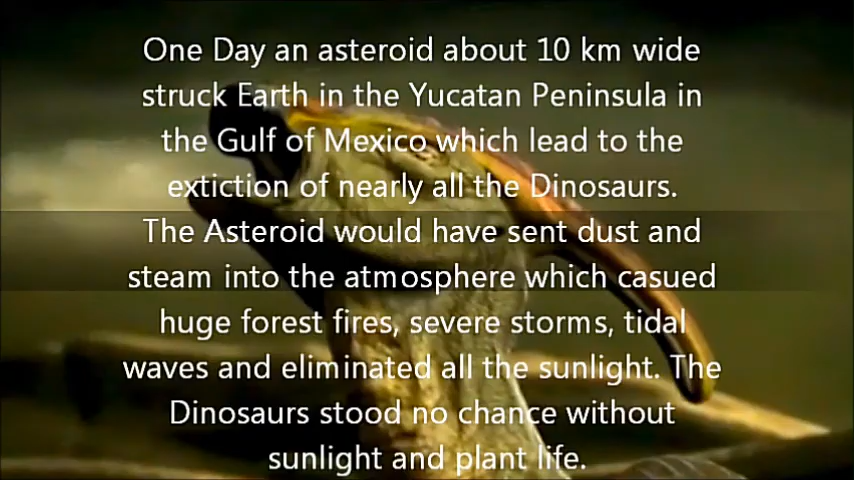 One Day an asteroid about 10 km wide
struck Earth in the Yucatan Peninsula in
the Gulf of Mexico which lead to the
extiction of nearly all the Dinosaurs.
The Asteroid would have sent dust and
steam into the atmosphere which casued
huge forest fires, severe storms, tidal
waves and eliminated all the sunlight. The
Dinosaurs stood no chance without
sunlight and plant life.